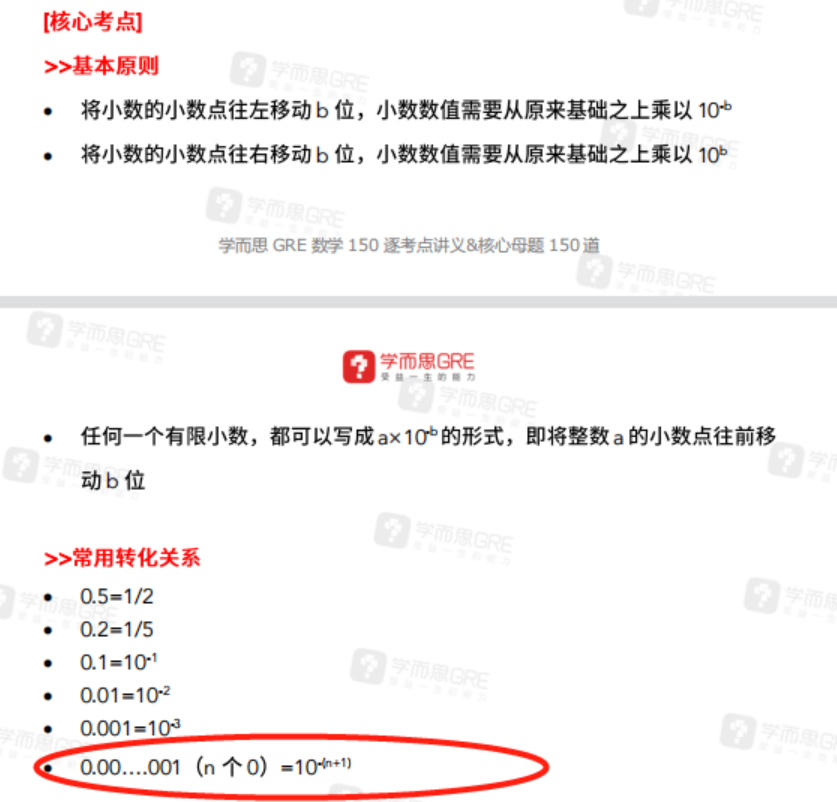 [核心考点]
>>基本原则
• 将小数的小数点往左移动 b 位，小数数值需要从原来基础之上乘以 10⁻ᵇ
• 将小数的小数点往右移动 b 位，小数数值需要从原来基础之上乘以 10ᵇ
学而思 GRE 数学 150 逐考点讲义&核心母题 150 道
学而思GRE
受益一生的能力
• 任何一个有限小数，都可以写成 a×10⁻ᵇ 的形式，即将整数 a 的小数点往前移
动 b 位
>>常用转化关系
• 0.5=1/2
• 0.2=1/5
• 0.1=10⁻¹
• 0.01=10⁻²
• 0.001=10⁻³
• 0.00....001（n 个 0）=10⁻⁽ⁿ⁺¹⁾